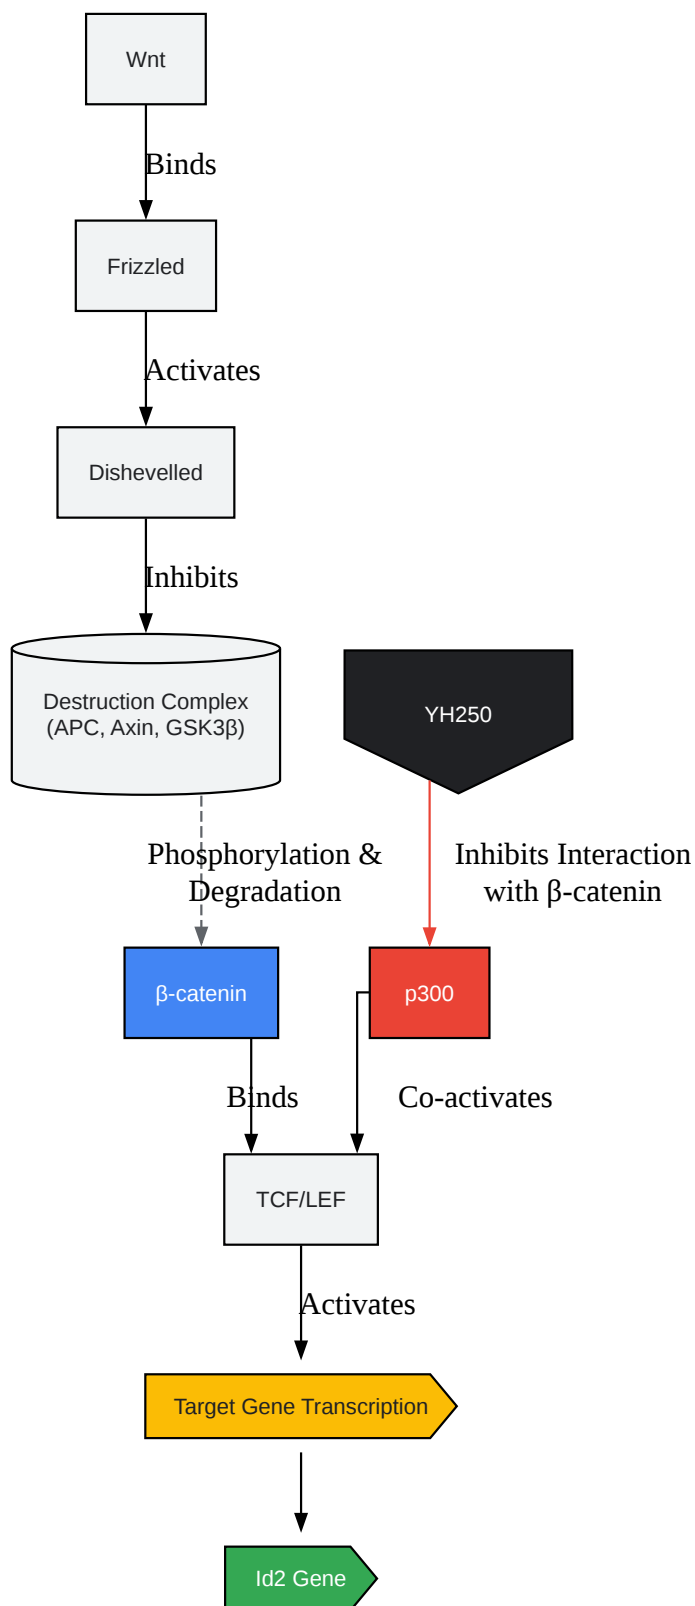 Wnt
Binds
Frizzled
Activates
Dishevelled
Inhibits
Destruction Complex
(APC, Axin, GSK3β)
YH250
Phosphorylation &
Degradation
Inhibits Interaction
with β-catenin
β-catenin
p300
Binds
Co-activates
TCF/LEF
Activates
Target Gene Transcription
Id2 Gene